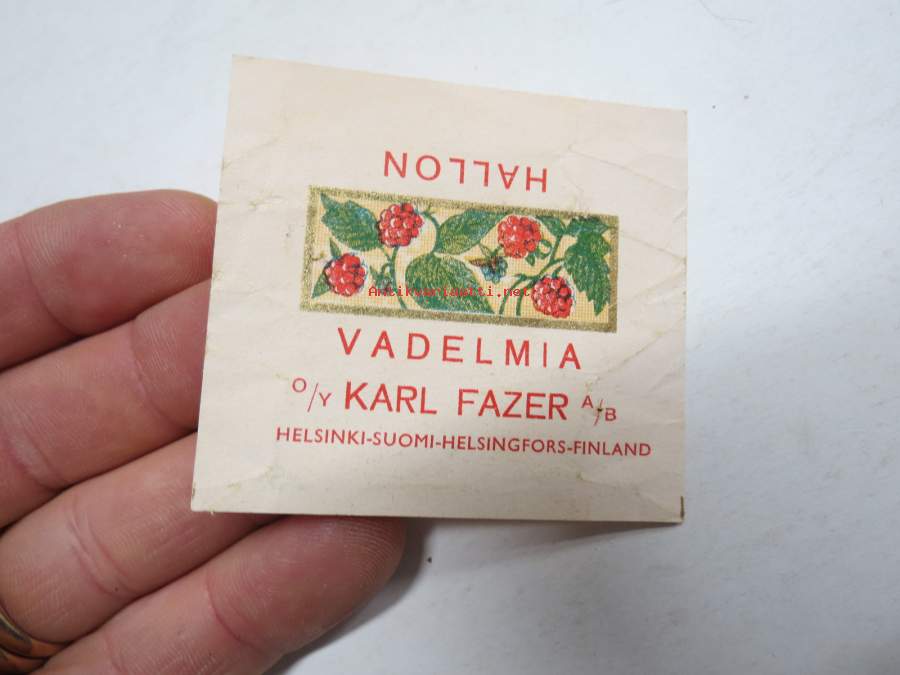 HALLON
Antikvariaatti.net
VADELMIA
O/Y KARL FAZER A/B
HELSINKI-SUOMI-HELSINGFORS-FINLAND